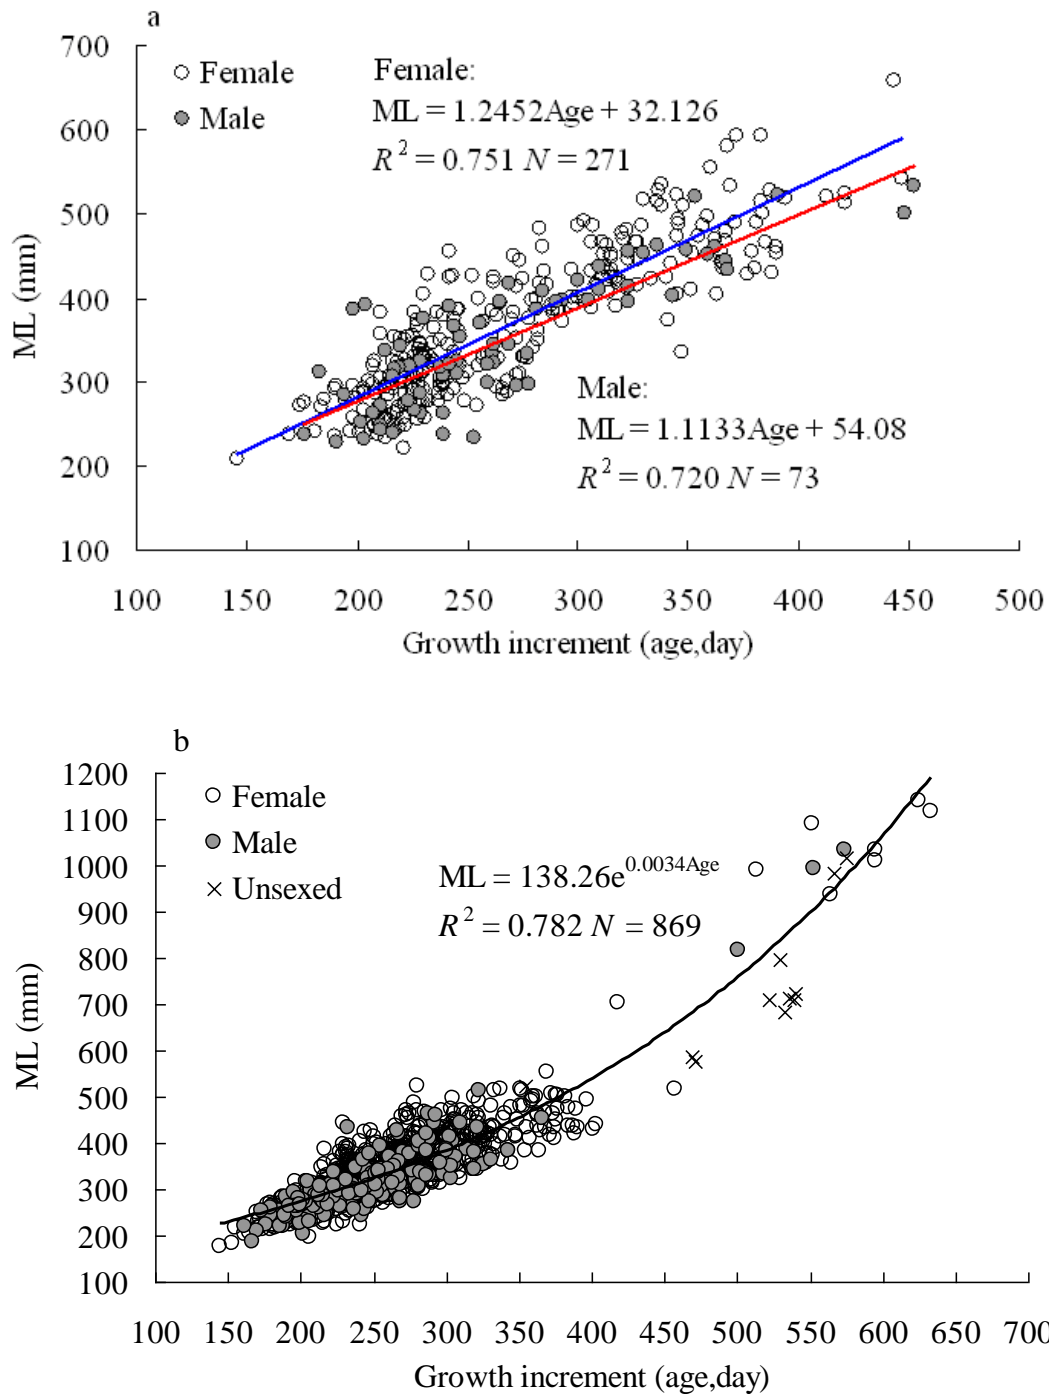 a
700
600
500
400
300
200
100
ML (mm)
Female
Male
Female:
ML = 1.2452Age + 32.126
R² = 0.751 N = 271
Male:
ML = 1.1133Age + 54.08
R² = 0.720 N = 73
100 150 200 250 300 350 400 450 500
Growth increment (age,day)
b
1200
1100
1000
900
800
700
600
500
400
300
200
100
ML (mm)
Female
Male
Unsexed
ML = 138.26e^0.0034Age
R² = 0.782 N = 869
100 150 200 250 300 350 400 450 500 550 600 650 700
Growth increment (age,day)